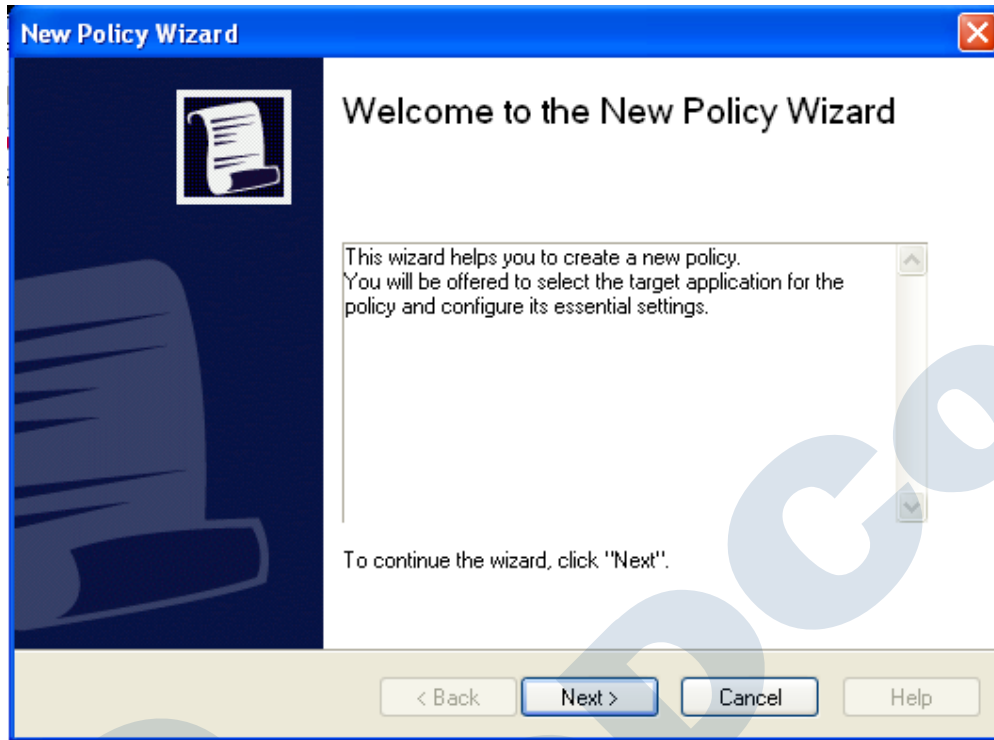 New Policy Wizard
Welcome to the New Policy Wizard
This wizard helps you to create a new policy.
You will be offered to select the target application for the
policy and configure its essential settings.
To continue the wizard, click "Next".
< Back
Next >
Cancel
Help